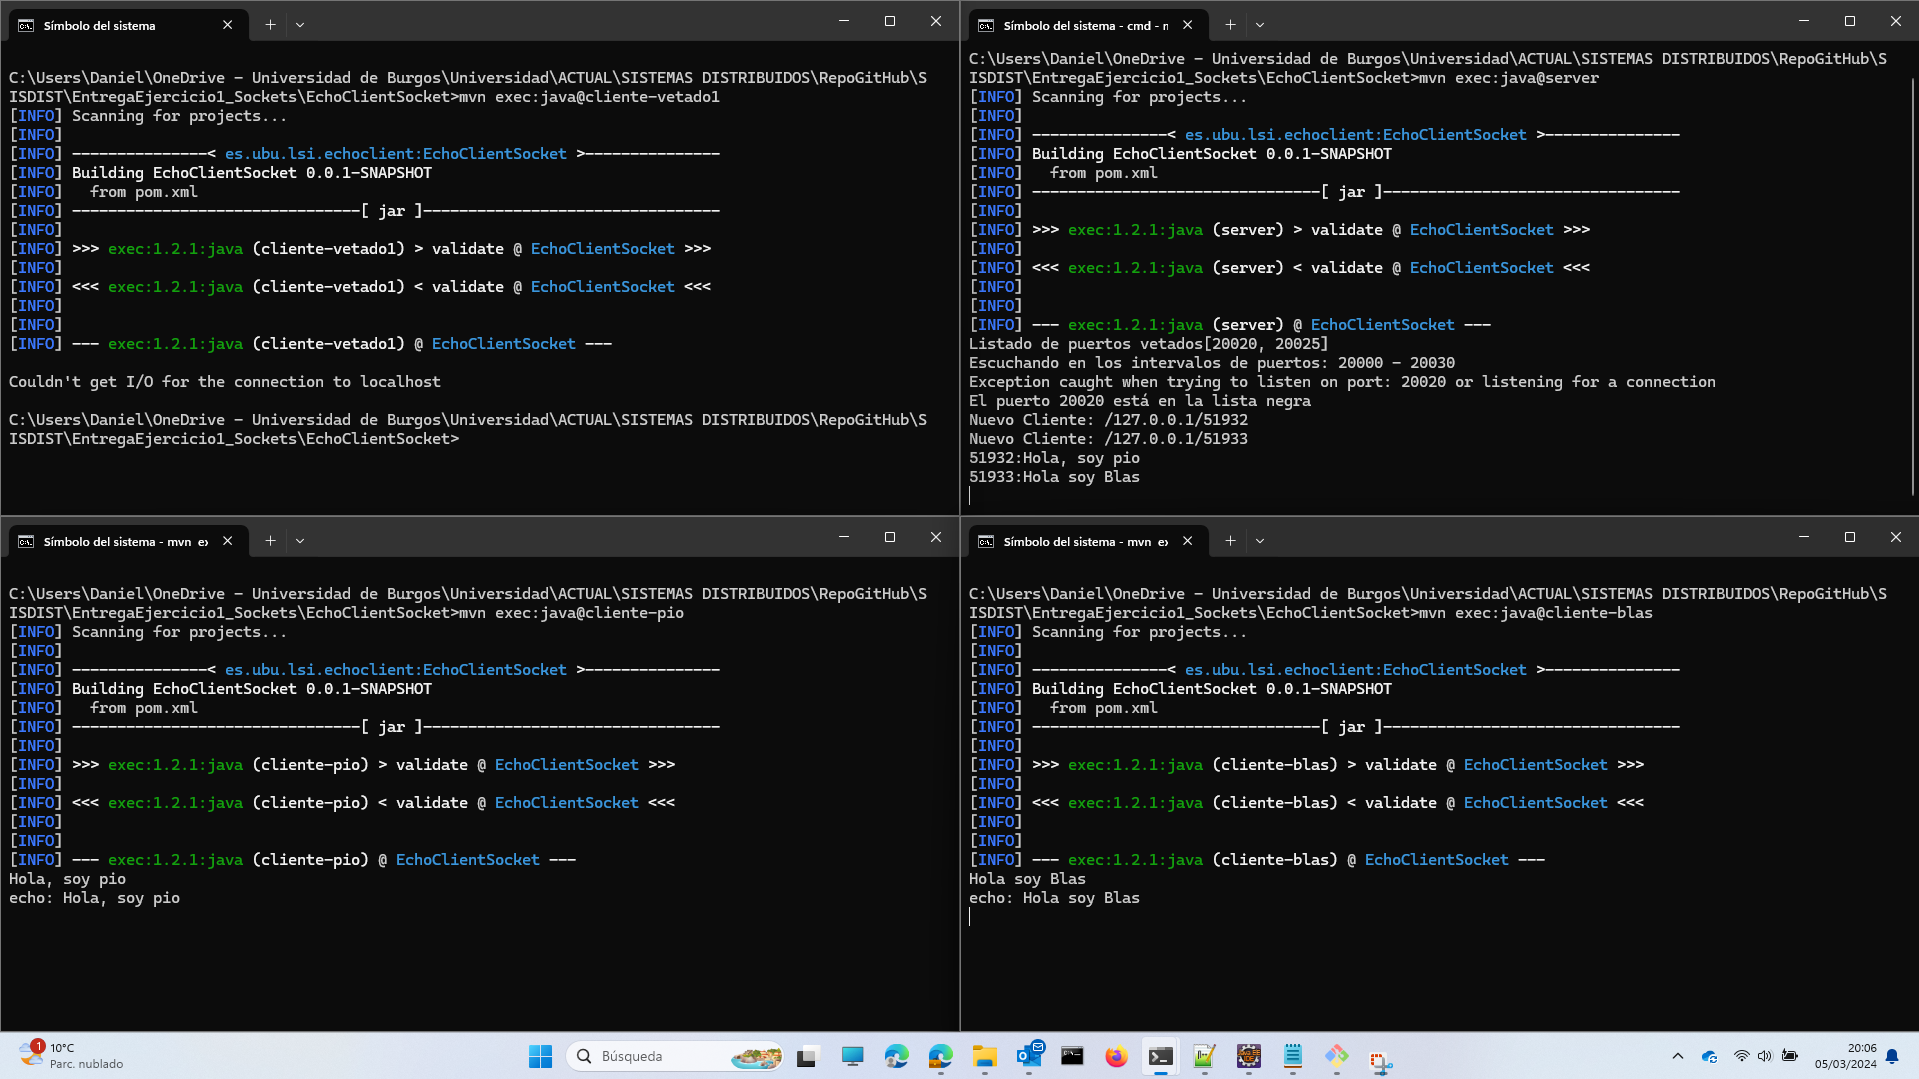 Símbolo del sistema
C:\Users\Daniel\OneDrive - Universidad de Burgos\Universidad\ACTUAL\SISTEMAS DISTRIBUIDOS\RepoGitHub\S
ISDIST\EntregaEjercicio1_Sockets\EchoClientSocket>mvn exec:java@cliente-vetado1
[INFO] Scanning for projects...
[INFO]
[INFO] ---------------< es.ubu.lsi.echoclient:EchoClientSocket >---------------
[INFO] Building EchoClientSocket 0.0.1-SNAPSHOT
[INFO]   from pom.xml
[INFO] --------------------------------[ jar ]---------------------------------
[INFO]
[INFO] >>> exec:1.2.1:java (cliente-vetado1) > validate @ EchoClientSocket >>>
[INFO]
[INFO] <<< exec:1.2.1:java (cliente-vetado1) < validate @ EchoClientSocket <<<
[INFO]
[INFO]
[INFO] --- exec:1.2.1:java (cliente-vetado1) @ EchoClientSocket ---
Couldn't get I/O for the connection to localhost
C:\Users\Daniel\OneDrive - Universidad de Burgos\Universidad\ACTUAL\SISTEMAS DISTRIBUIDOS\RepoGitHub\S
ISDIST\EntregaEjercicio1_Sockets\EchoClientSocket>
Símbolo del sistema - cmd - r
C:\Users\Daniel\OneDrive - Universidad de Burgos\Universidad\ACTUAL\SISTEMAS DISTRIBUIDOS\RepoGitHub\S
ISDIST\EntregaEjercicio1_Sockets\EchoClientSocket>mvn exec:java@server
[INFO] Scanning for projects...
[INFO]
[INFO] ---------------< es.ubu.lsi.echoclient:EchoClientSocket >---------------
[INFO] Building EchoClientSocket 0.0.1-SNAPSHOT
[INFO]   from pom.xml
[INFO] --------------------------------[ jar ]---------------------------------
[INFO]
[INFO] >>> exec:1.2.1:java (server) > validate @ EchoClientSocket >>>
[INFO]
[INFO] <<< exec:1.2.1:java (server) < validate @ EchoClientSocket <<<
[INFO]
[INFO]
[INFO] --- exec:1.2.1:java (server) @ EchoClientSocket ---
Listado de puertos vetados[20020, 20025]
Escuchando en los intervalos de puertos: 20000 - 20030
Exception caught when trying to listen on port: 20020 or listening for a connection
El puerto 20020 está en la lista negra
Nuevo Cliente: /127.0.0.1/51932
Nuevo Cliente: /127.0.0.1/51933
51932:Hola, soy pio
51933:Hola soy Blas
Símbolo del sistema - mvn ex
C:\Users\Daniel\OneDrive - Universidad de Burgos\Universidad\ACTUAL\SISTEMAS DISTRIBUIDOS\RepoGitHub\S
ISDIST\EntregaEjercicio1_Sockets\EchoClientSocket>mvn exec:java@cliente-pio
[INFO] Scanning for projects...
[INFO]
[INFO] ---------------< es.ubu.lsi.echoclient:EchoClientSocket >---------------
[INFO] Building EchoClientSocket 0.0.1-SNAPSHOT
[INFO]   from pom.xml
[INFO] --------------------------------[ jar ]---------------------------------
[INFO]
[INFO] >>> exec:1.2.1:java (cliente-pio) > validate @ EchoClientSocket >>>
[INFO]
[INFO] <<< exec:1.2.1:java (cliente-pio) < validate @ EchoClientSocket <<<
[INFO]
[INFO]
[INFO] --- exec:1.2.1:java (cliente-pio) @ EchoClientSocket ---
Hola, soy pio
echo: Hola, soy pio
Símbolo del sistema - mvn ex
C:\Users\Daniel\OneDrive - Universidad de Burgos\Universidad\ACTUAL\SISTEMAS DISTRIBUIDOS\RepoGitHub\S
ISDIST\EntregaEjercicio1_Sockets\EchoClientSocket>mvn exec:java@cliente-blas
[INFO] Scanning for projects...
[INFO]
[INFO] ---------------< es.ubu.lsi.echoclient:EchoClientSocket >---------------
[INFO] Building EchoClientSocket 0.0.1-SNAPSHOT
[INFO]   from pom.xml
[INFO] --------------------------------[ jar ]---------------------------------
[INFO]
[INFO] >>> exec:1.2.1:java (cliente-blas) > validate @ EchoClientSocket >>>
[INFO]
[INFO] <<< exec:1.2.1:java (cliente-blas) < validate @ EchoClientSocket <<<
[INFO]
[INFO]
[INFO] --- exec:1.2.1:java (cliente-blas) @ EchoClientSocket ---
Hola soy Blas
echo: Hola soy Blas
1
10°C
Parc. nublado
Búsqueda
20:06
05/03/2024